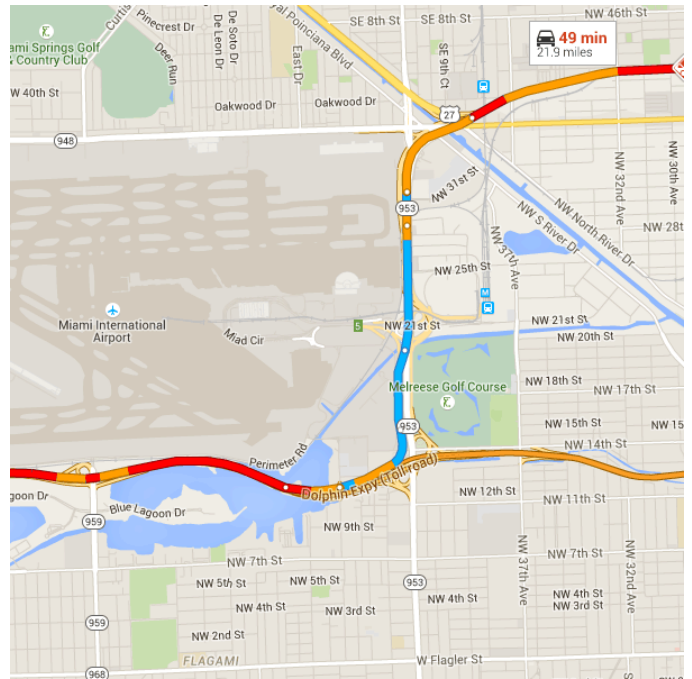 Curtis
Pinecrest Dr
De Soto Dr
De Leon Dr
East Dr
Deer Run
ami Springs Golf
& Country Club
W 40th St
Oakwood Dr
Oakwood Dr
al Poinciana Blvd
SE 8th St
SE 8th St
SE 9th Ct
NW 46th St
49 min
21.9 miles
27
948
953
NW 31st St
NW 37th Ave
NW S River Dr
NW North River Dr
NW 32nd Ave
NW 30th Ave
NW 28t
NW 25th St
M
5
NW 21st St
NW 21st St
NW 20th St
Miami International
Airport
Miad Cir
Melreese Golf Course
NW 18th St
NW 17th St
NW 15th St
NW 15
NW 14th St
953
Perimeter Rd
Dolphin Expy (Toll road)
NW 12th St
NW 11th St
goon Dr
Blue Lagoon Dr
959
NW 9th St
NW 7th St
NW 7th St
NW 5th St
NW 5th St
953
NW 37th Ave
NW 32nd Ave
NW 4th St
NW 3rd St
NW 4th St
NW 4th St
NW 3rd St
959
NW 2nd St
FLAGAMI
968
W Flagler St